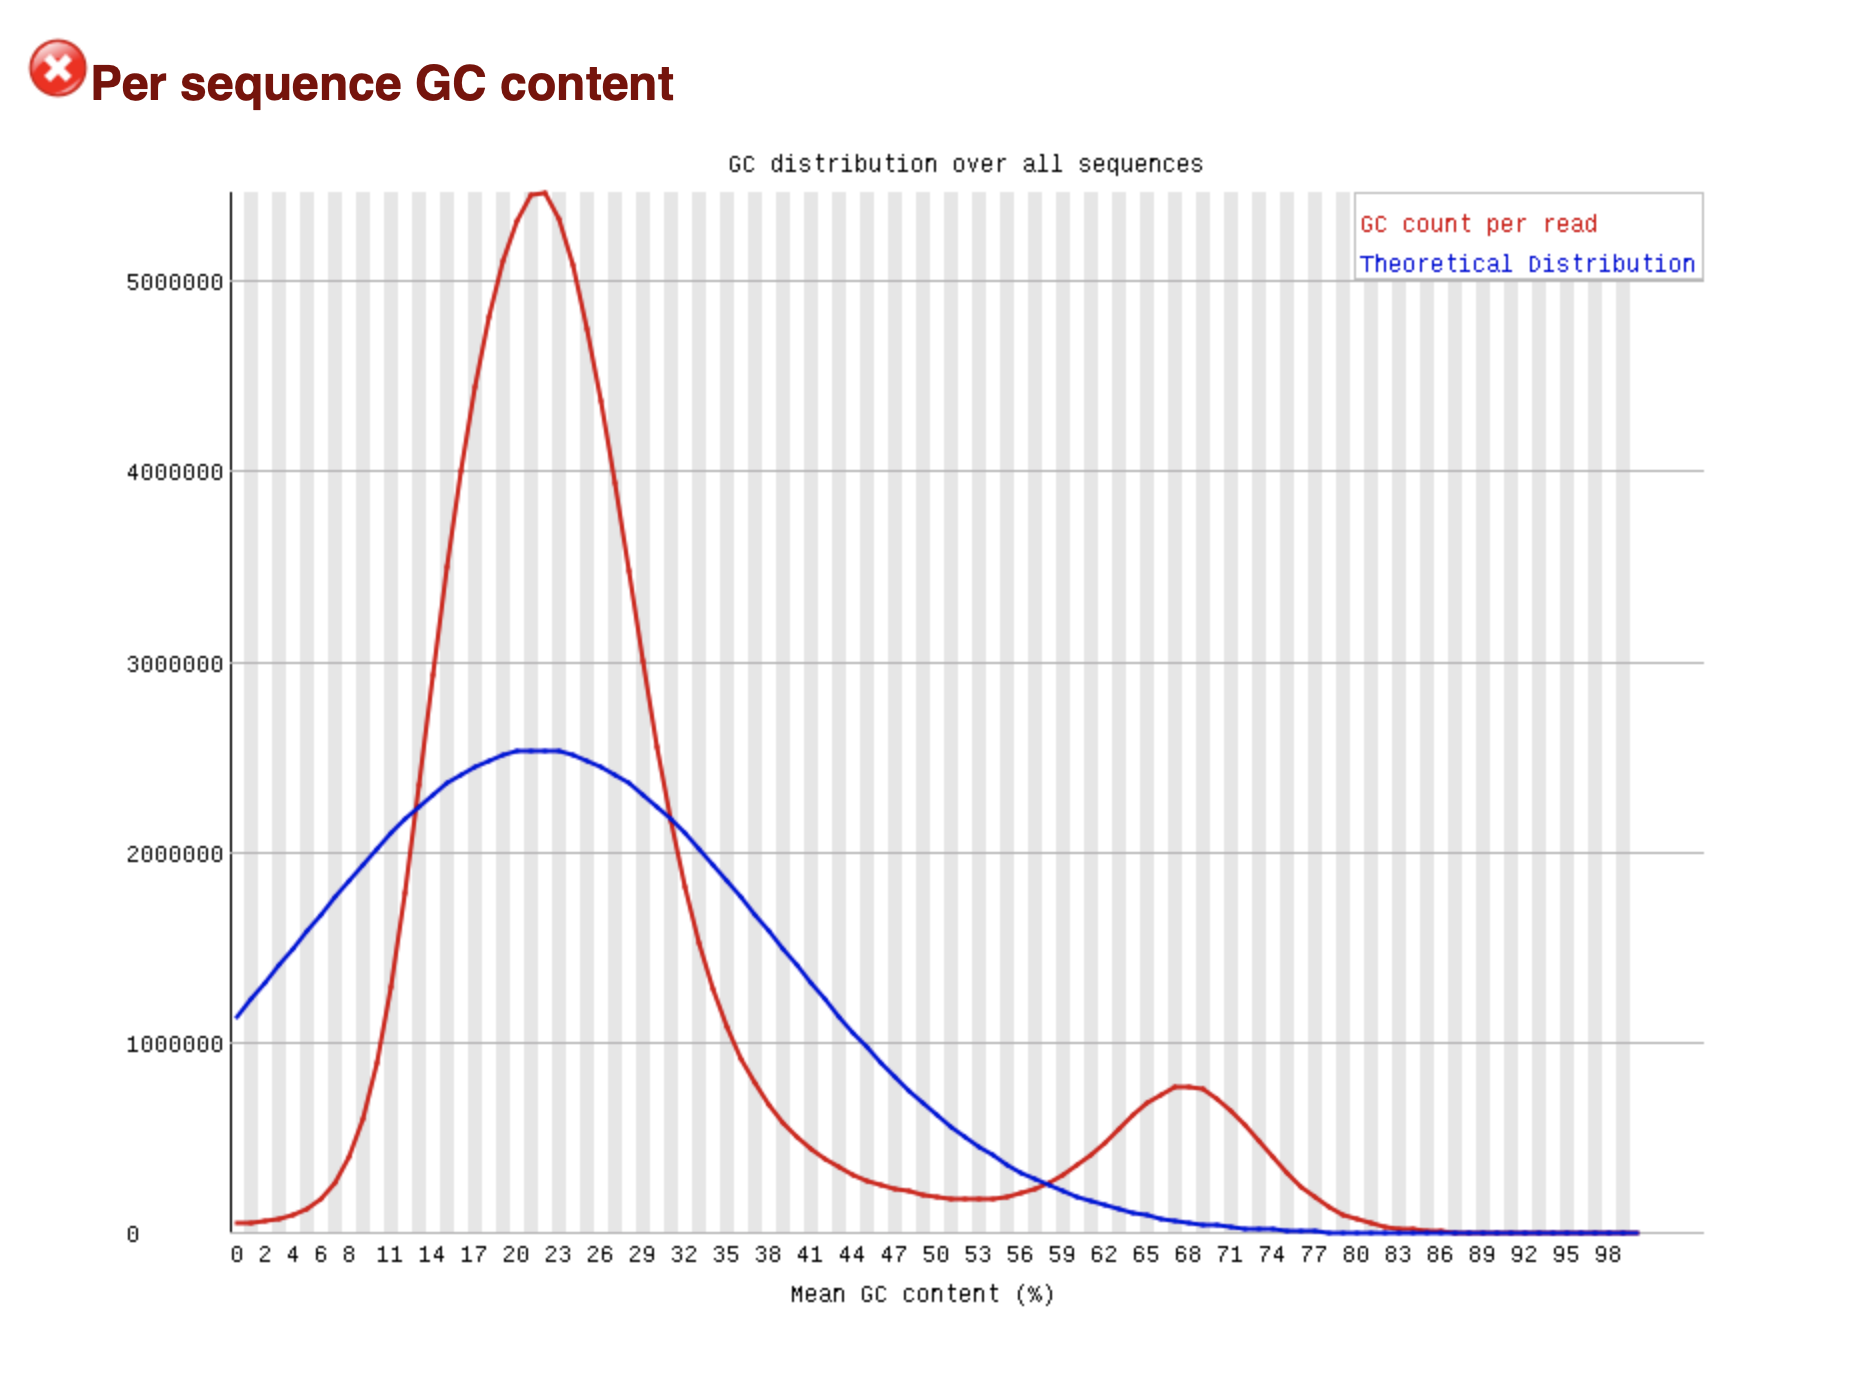 Per sequence GC content
GC distribution over all sequences
GC count per read
Theoretical Distribution
5000000
4000000
3000000
2000000
1000000
0
0 2 4 6 8 11 14 17 20 23 26 29 32 35 38 41 44 47 50 53 56 59 62 65 68 71 74 77 80 83 86 89 92 95 98
Mean GC content (%)